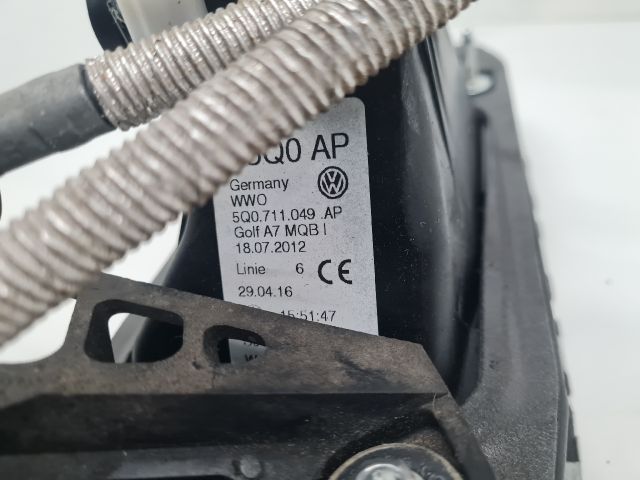 5Q0 AP
Germany
WWO
5Q0.711.049 .AP
Golf A7 MQB I
18.07.2012
Linie 6 CE
29.04.16
15:51:47